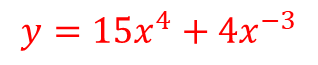 y = 15x⁴ + 4x⁻³